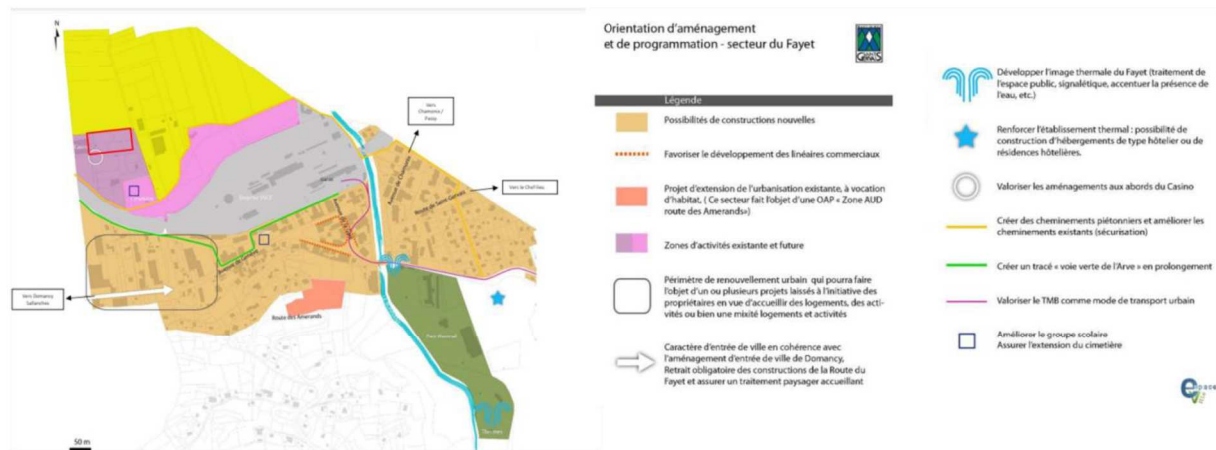 N
Vers
Chamonix /
Passy
Avenue de Chamonix
Vers le Chef lieu
Route de Saint Gervais
Vers Domancy
Sallanches
Route des Amerands
50 m
Orientation d'aménagement
et de programmation - secteur du Fayet
Légende
Possibilités de constructions nouvelles
Favoriser le développement des linéaires commerciaux
Projet d'extension de l'urbanisation existante, à vocation
d'habitat, ( Ce secteur fait l'objet d'une OAP « Zone AUD
route des Amerands»)
Zones d'activités existante et future
Périmètre de renouvellement urbain qui pourra faire
l'objet d'un ou plusieurs projets laissés à l'initiative des
propriétaires en vue d'accueillir des logements, des acti-
vités ou bien une mixité logements et activités
Caractère d'entrée de ville en cohérence avec
l'aménagement d'entrée de ville de Domancy,
Retrait obligatoire des constructions de la Route du
Fayet et assurer un traitement paysager accueillant
Développer l'image thermale du Fayet (traitement de
l'espace public, signalétique, accentuer la présence de
l'eau, etc.)
Renforcer l'établissement thermal : possibilité de
construction d'hébergements de type hôtelier ou de
résidences hôtelières.
Valoriser les aménagements aux abords du Casino
Créer des cheminements piétonniers et améliorer les
cheminements existants (sécurisation)
Créer un tracé « voie verte de l'Arve » en prolongement
Valoriser le TMB comme mode de transport urbain
Améliorer le groupe scolaire
Assurer l'extension du cimetière